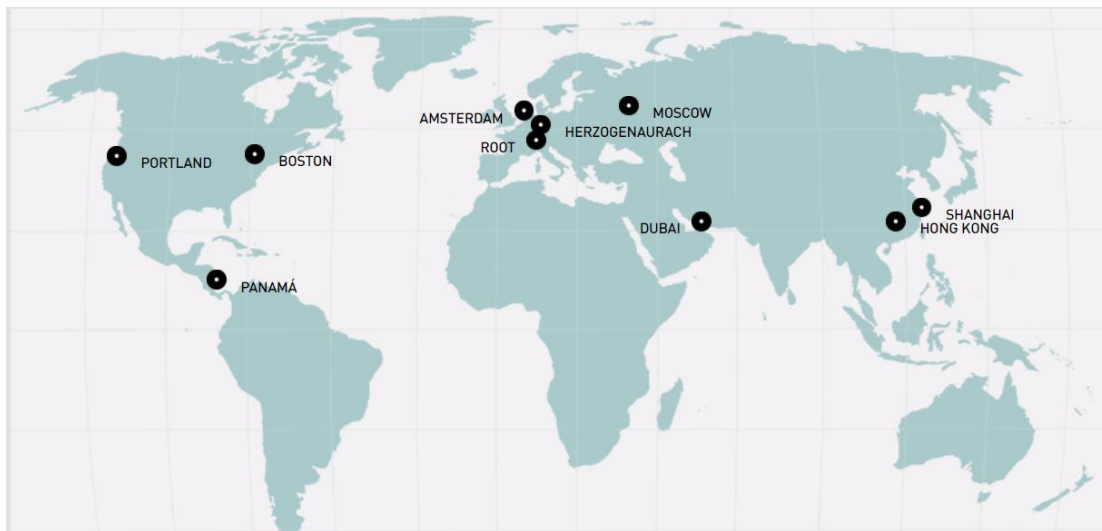 AMSTERDAM
MOSCOW
HERZOGENAURACH
ROOT
PORTLAND
BOSTON
SHANGHAI
DUBAI
HONG KONG
PANAMÁ